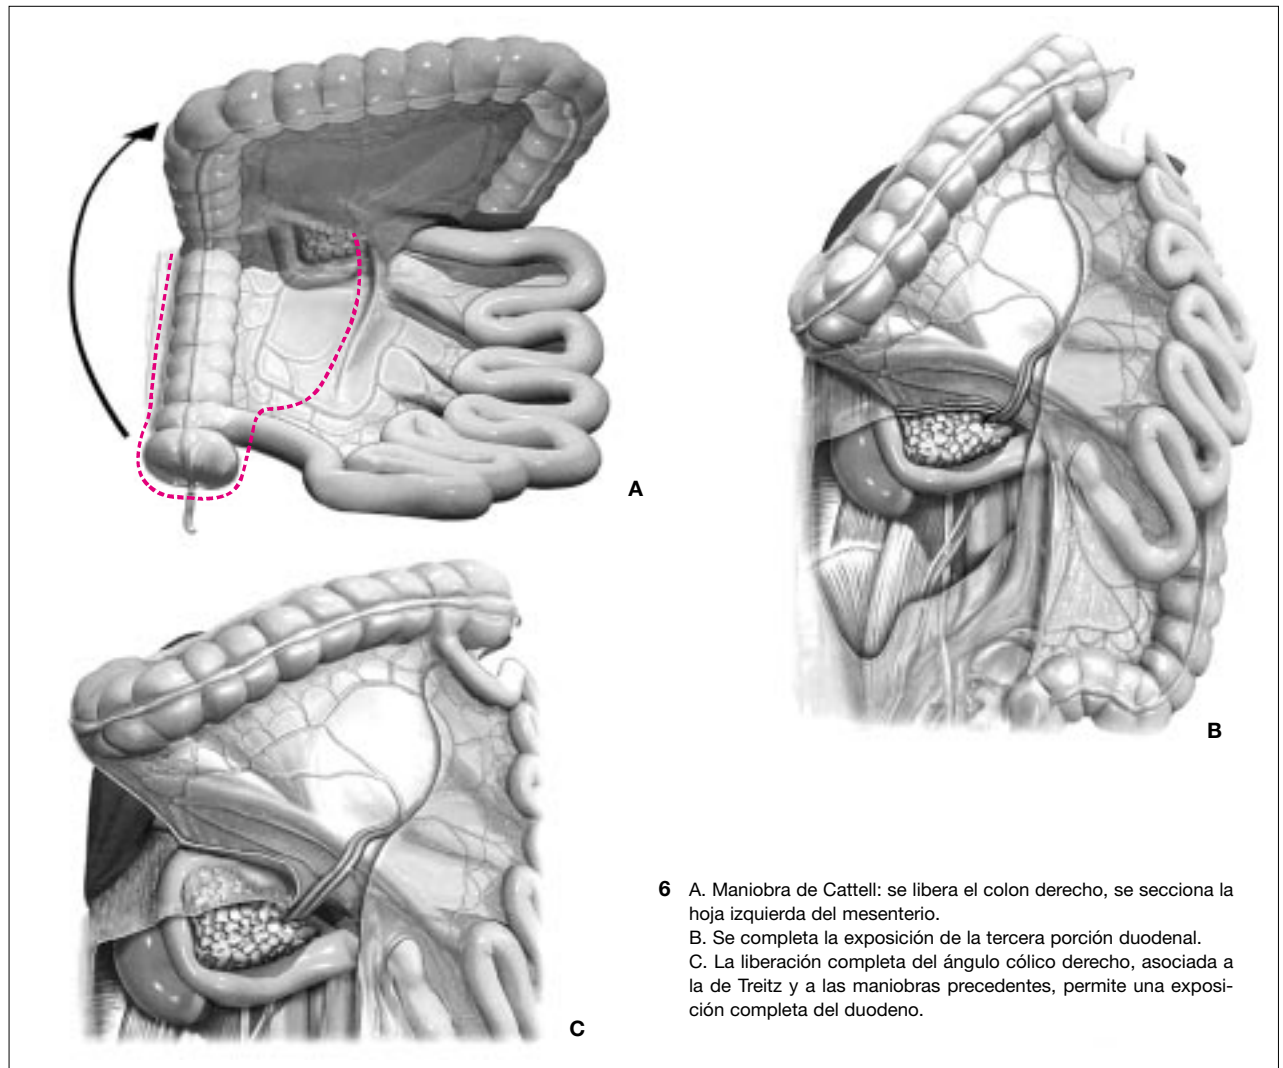 A
B
C
6 A. Maniobra de Cattell: se libera el colon derecho, se secciona la
hoja izquierda del mesenterio.
B. Se completa la exposición de la tercera porción duodenal.
C. La liberación completa del ángulo cólico derecho, asociada a
la de Treitz y a las maniobras precedentes, permite una exposi-
ción completa del duodeno.